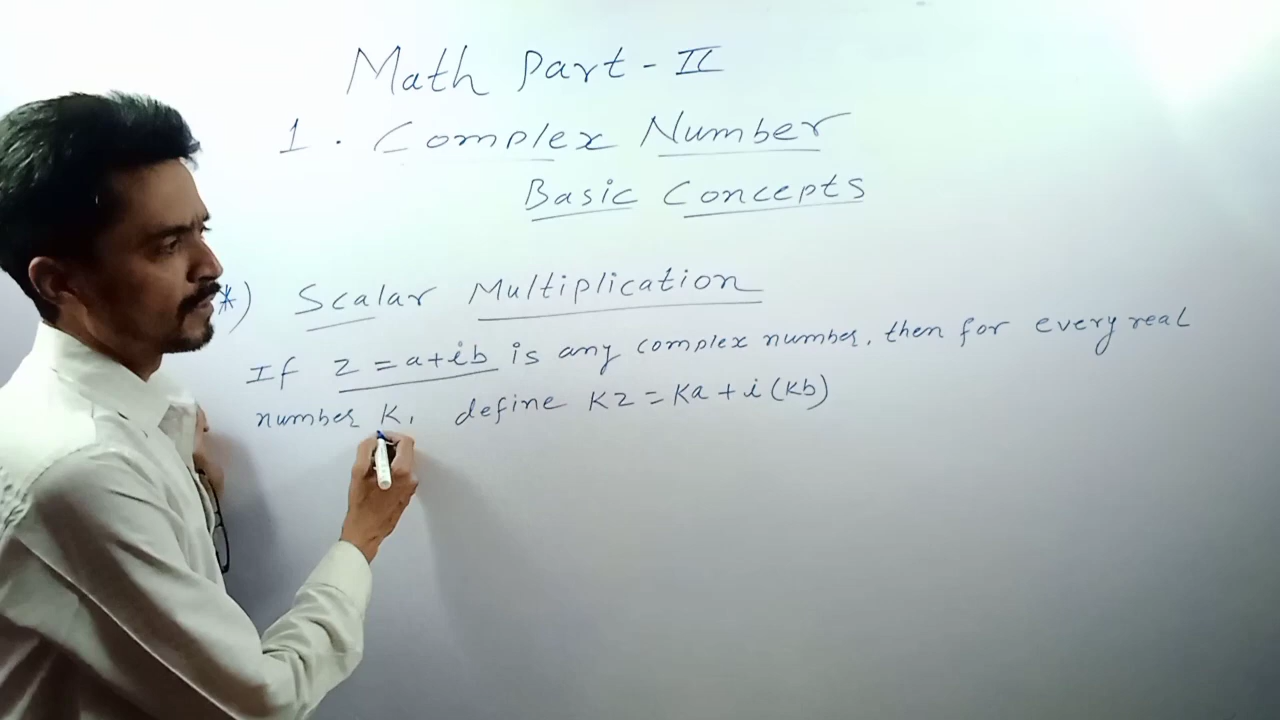 Math Part - II
1. Complex Number
Basic Concepts
*) Scalar Multiplication
If z = a+ib is any complex number, then for every real
number K, define Kz = Ka + i(Kb)